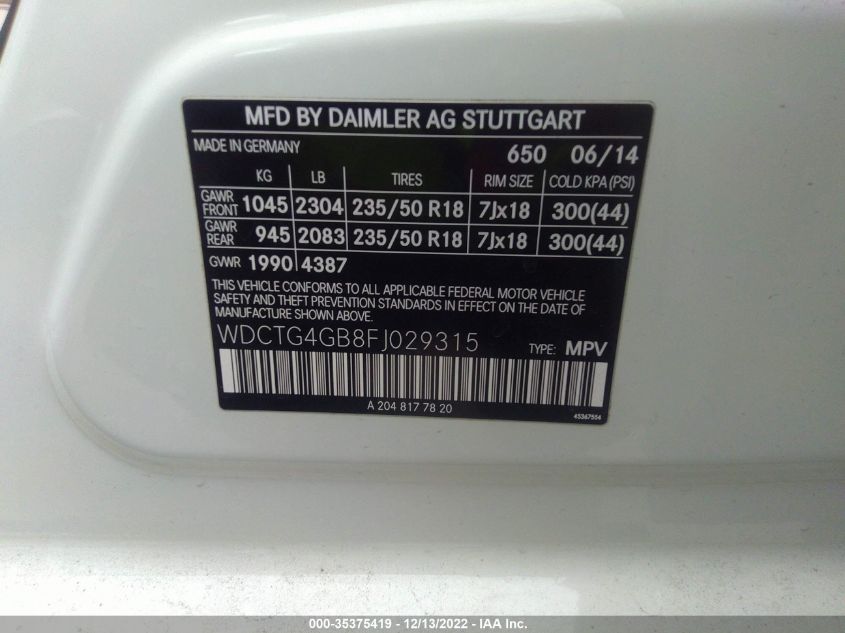 MFD BY DAIMLER AG STUTTGART
MADE IN GERMANY 650 06/14
KG LB TIRES RIM SIZE COLD KPA (PSI)
GAWR FRONT 1045 2304 235/50 R18 7Jx18 300(44)
GAWR REAR 945 2083 235/50 R18 7Jx18 300(44)
GVWR 1990 4387
THIS VEHICLE CONFORMS TO ALL APPLICABLE FEDERAL MOTOR VEHICLE
SAFETY AND THEFT PREVENTION STANDARDS IN EFFECT ON THE DATE OF
MANUFACTURE SHOWN ABOVE.
WDCTG4GB8FJ029315 TYPE: MPV
A 204 817 78 20 45367554
000-35375419 - 12/13/2022 - IAA Inc.